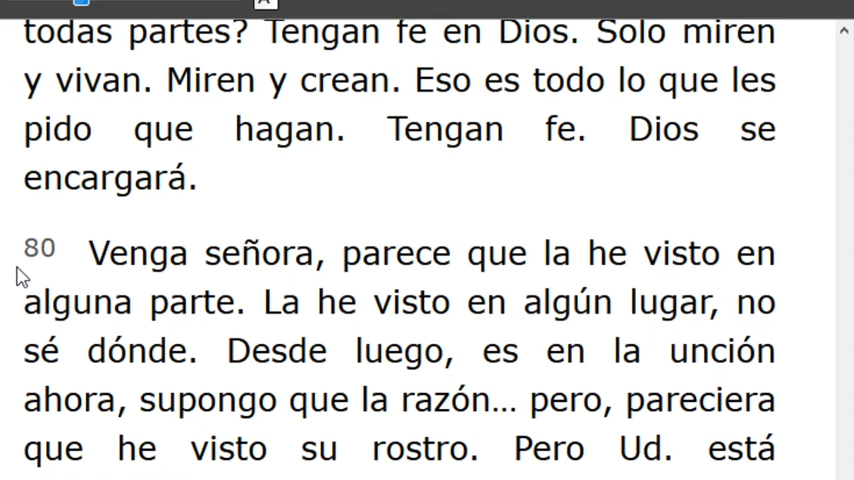 A
todas partes? Tengan fe en Dios. Solo miren
y vivan. Miren y crean. Eso es todo lo que les
pido que hagan. Tengan fe. Dios se
encargará.
80 Venga señora, parece que la he visto en
alguna parte. La he visto en algún lugar, no
sé dónde. Desde luego, es en la unción
ahora, supongo que la razón... pero, pareciera
que he visto su rostro. Pero Ud. está